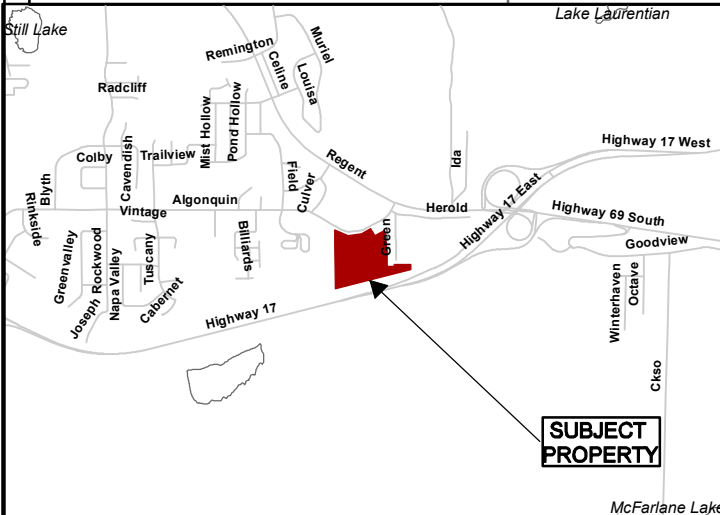 Lake Laurentian
Still Lake
Remington
Muriel
Celine
Louisa
Radcliff
Mist Hollow
Pond Hollow
Highway 17 West
Colby
Cavendish
Trailview
Regent
Ida
Blyth
Field
Culver
Rinkside
Algonquin
Vintage
Herold
Highway 17 East
Highway 69 South
Greenvalley
Joseph
Rockwood
Napa Valley
Tuscany
Cabernet
Billiards
Green
Goodview
Winterhaven
Octave
Highway 17
Ckso
SUBJECT
PROPERTY
McFarlane Lake